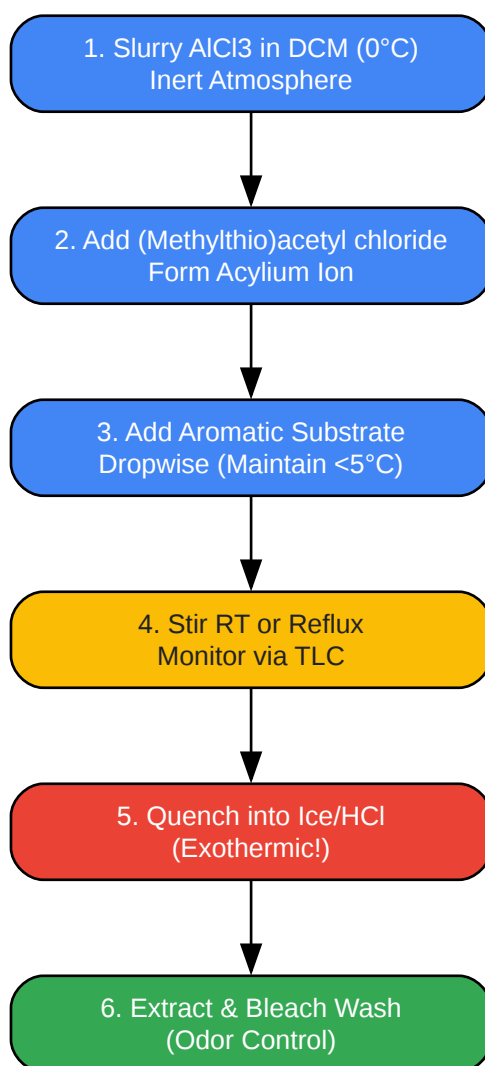 1. Slurry AlCl3 in DCM (0°C)
Inert Atmosphere
2. Add (Methylthio)acetyl chloride
Form Acylium Ion
3. Add Aromatic Substrate
Dropwise (Maintain <5°C)
4. Stir RT or Reflux
Monitor via TLC
5. Quench into Ice/HCl
(Exothermic!)
6. Extract & Bleach Wash
(Odor Control)